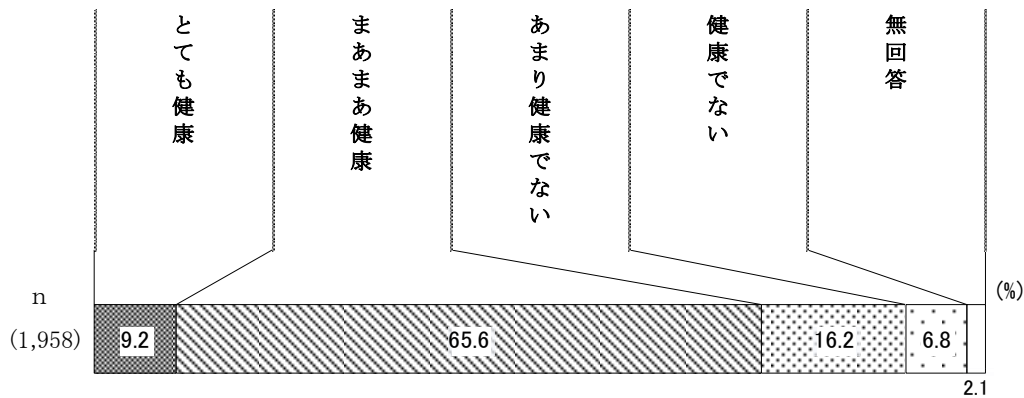 とても健康
まあまあ健康
あまり健康でない
健康でない
無回答
n
(%)
(1,958)
9.2
65.6
16.2
6.8
2.1